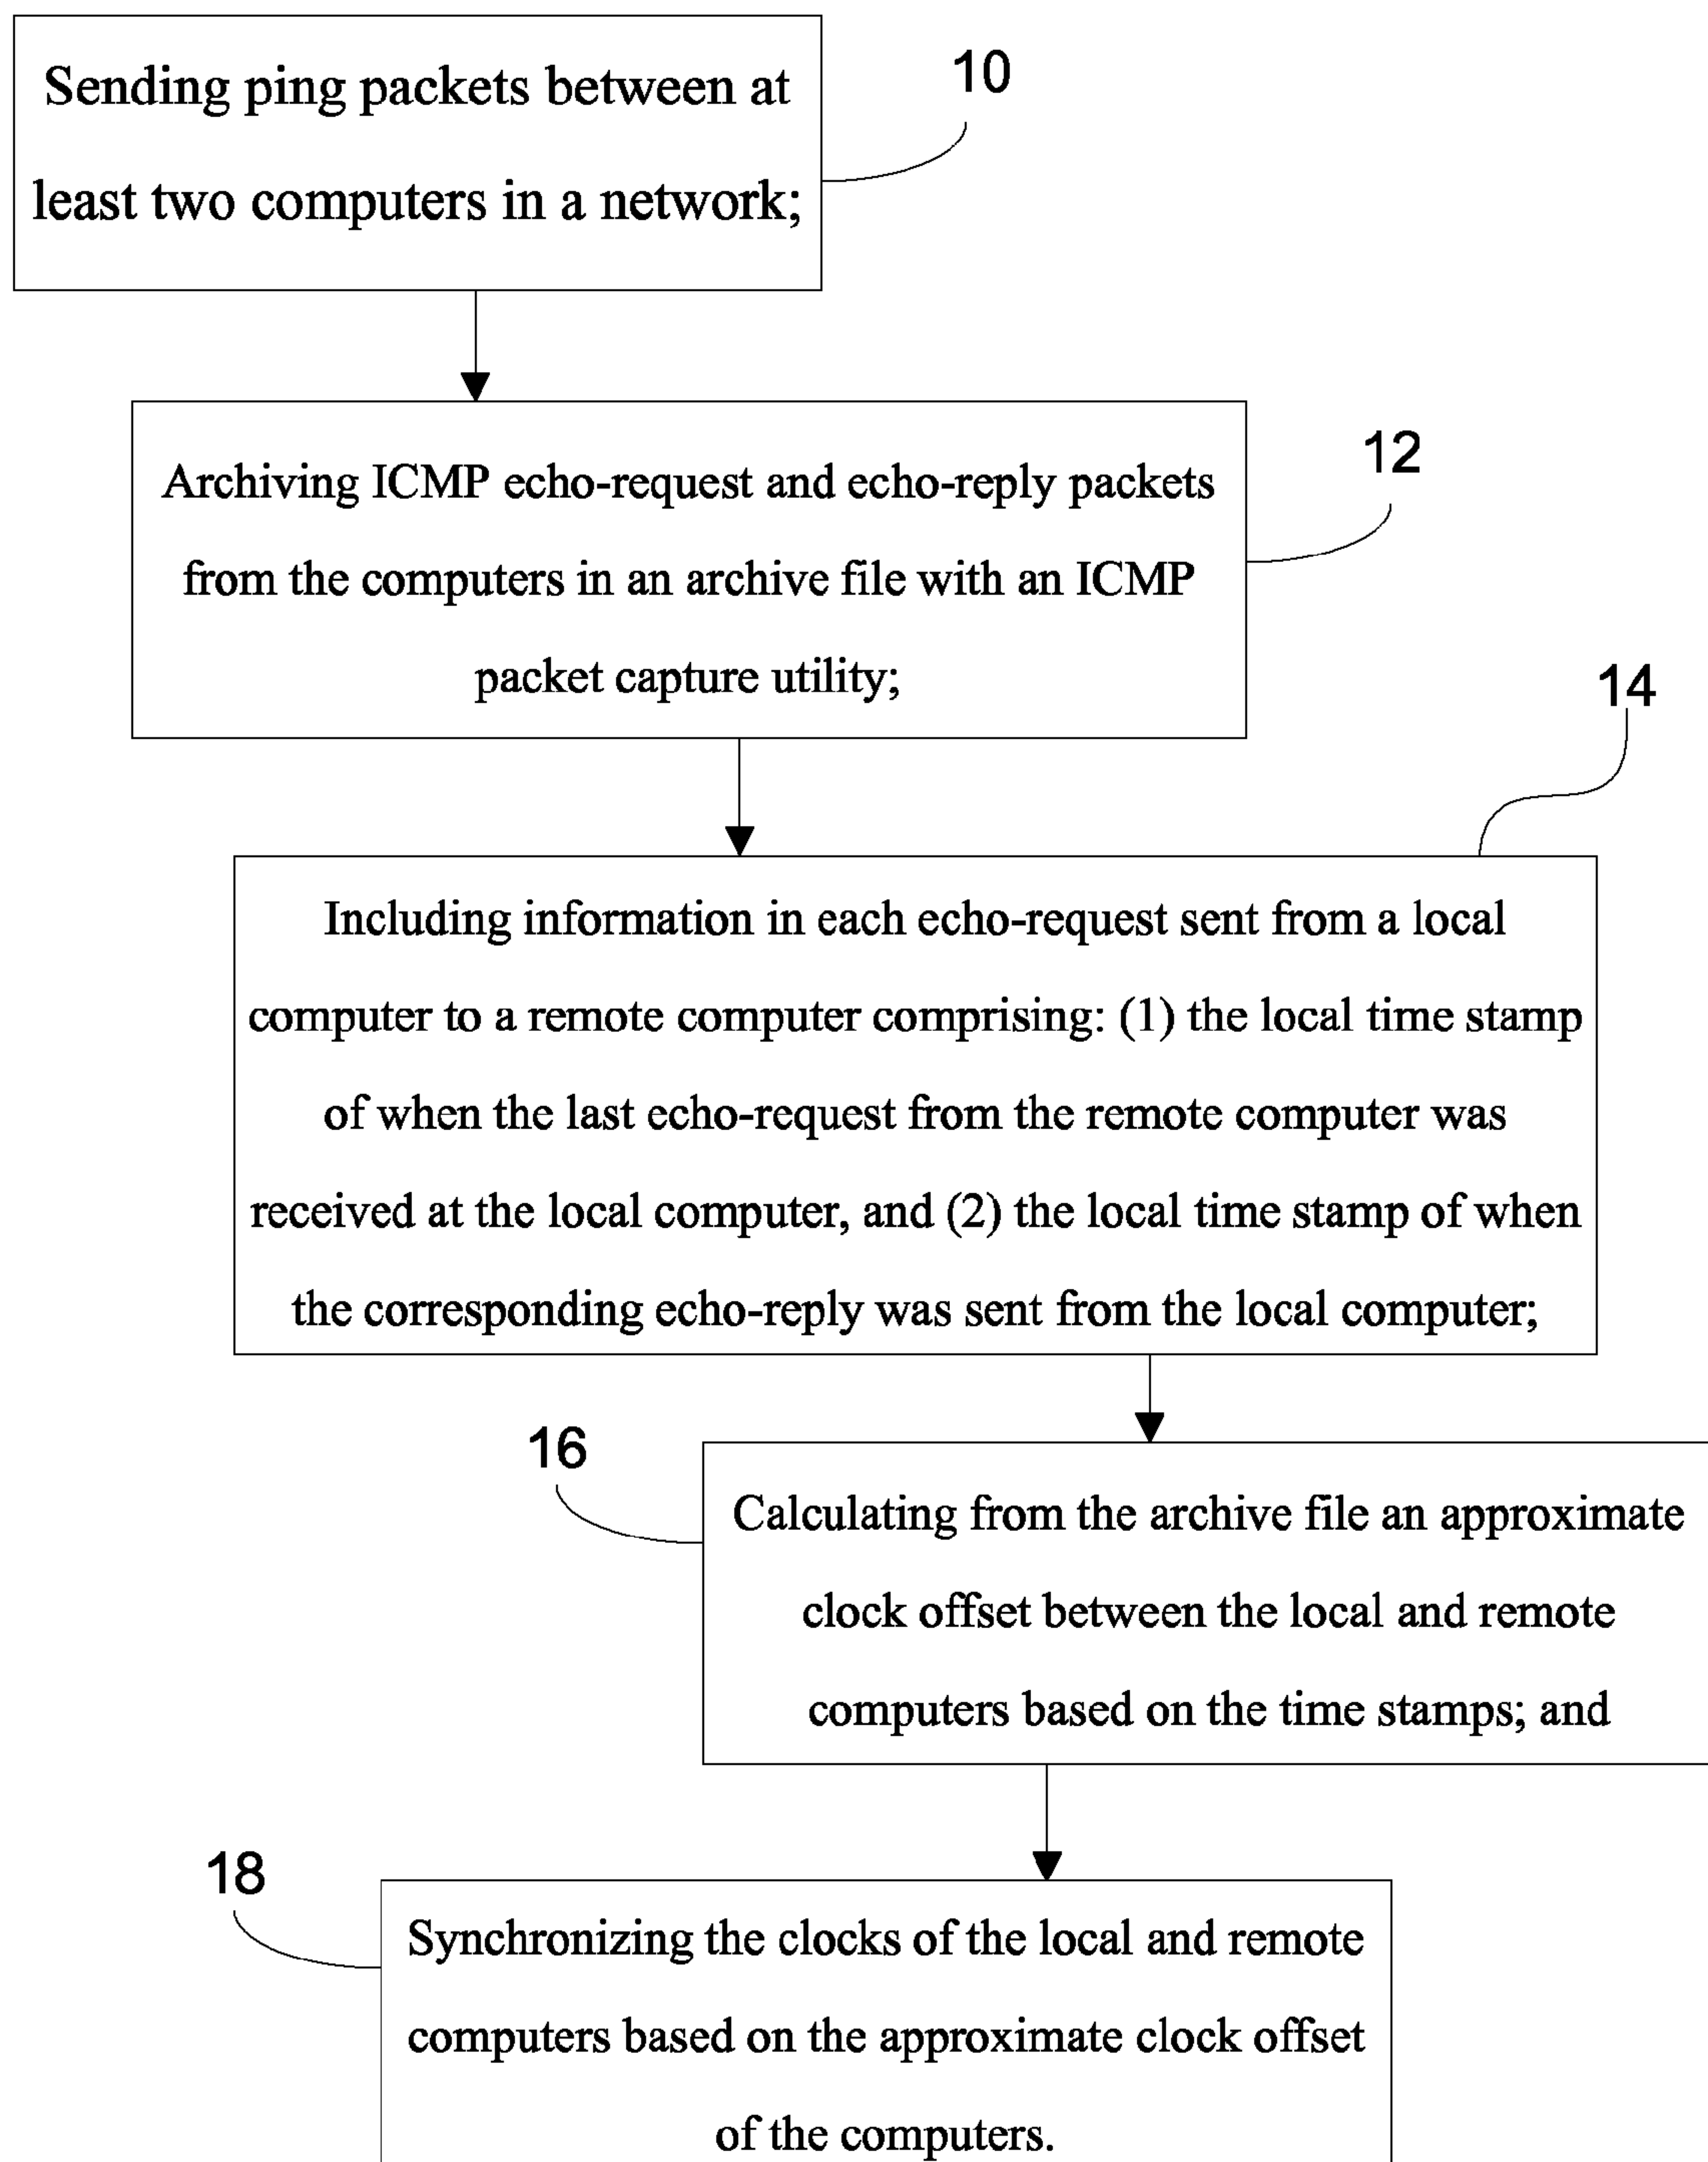 Sending ping packets between at
least two computers in a network;
10
Archiving ICMP echo-request and echo-reply packets
from the computers in an archive file with an ICMP
packet capture utility;
12
14
Including information in each echo-request sent from a local
computer to a remote computer comprising: (1) the local time stamp
of when the last echo-request from the remote computer was
received at the local computer, and (2) the local time stamp of when
the corresponding echo-reply was sent from the local computer;
16
Calculating from the archive file an approximate
clock offset between the local and remote
computers based on the time stamps; and
18
Synchronizing the clocks of the local and remote
computers based on the approximate clock offset
of the computers.